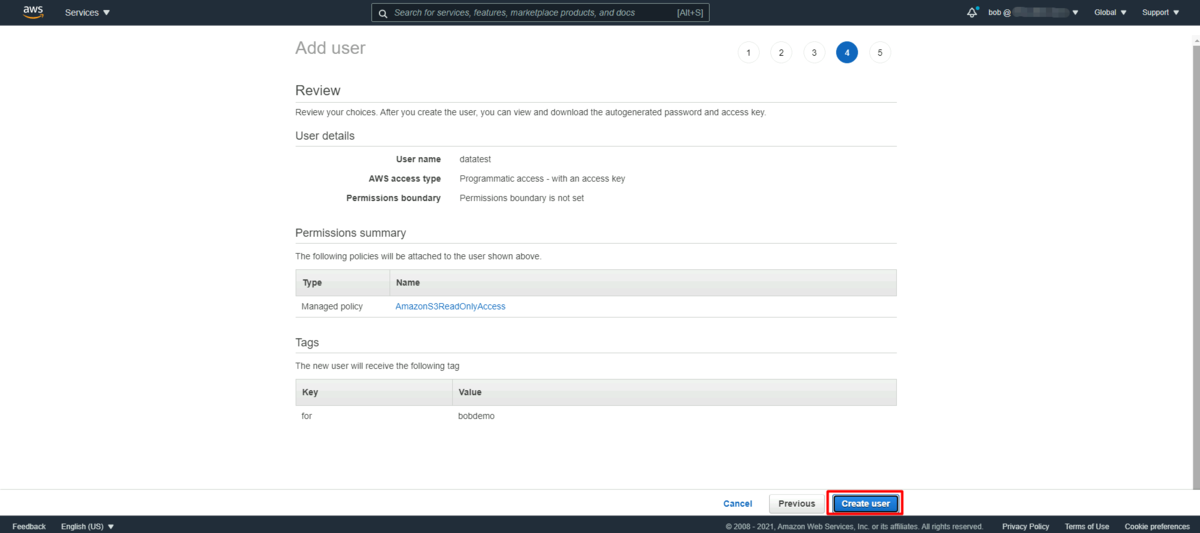 aws Services Search for services, features, marketplace products, and docs [Alt+S] bob @ Global Support
Add user 1 2 3 4 5
Review
Review your choices. After you create the user, you can view and download the autogenerated password and access key.
User details
User name datatest
AWS access type Programmatic access - with an access key
Permissions boundary Permissions boundary is not set
Permissions summary
The following policies will be attached to the user shown above.
Type Name
Managed policy AmazonS3ReadOnlyAccess
Tags
The new user will receive the following tag
Key Value
for bobdemo
Cancel Previous Create user
Feedback English (US) © 2008 - 2021, Amazon Web Services, Inc. or its affiliates. All rights reserved. Privacy Policy Terms of Use Cookie preferences